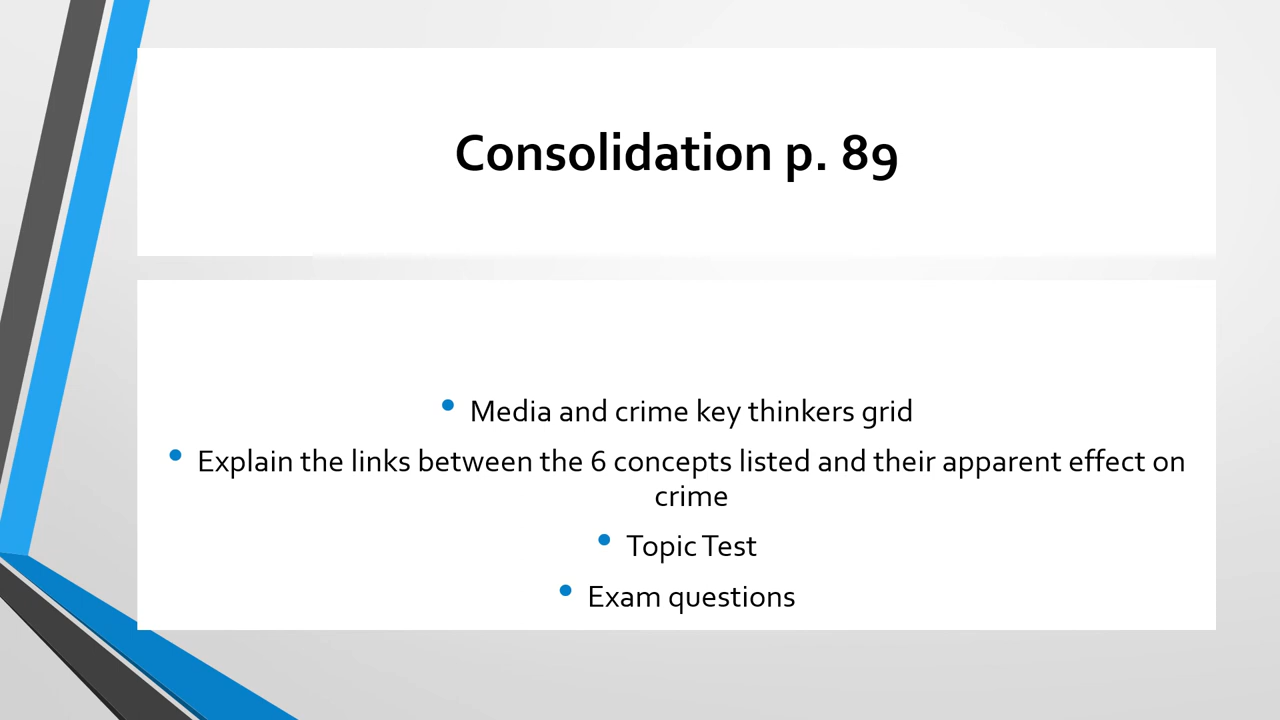 Consolidation p. 89
• Media and crime key thinkers grid
• Explain the links between the 6 concepts listed and their apparent effect on
crime
• Topic Test
• Exam questions